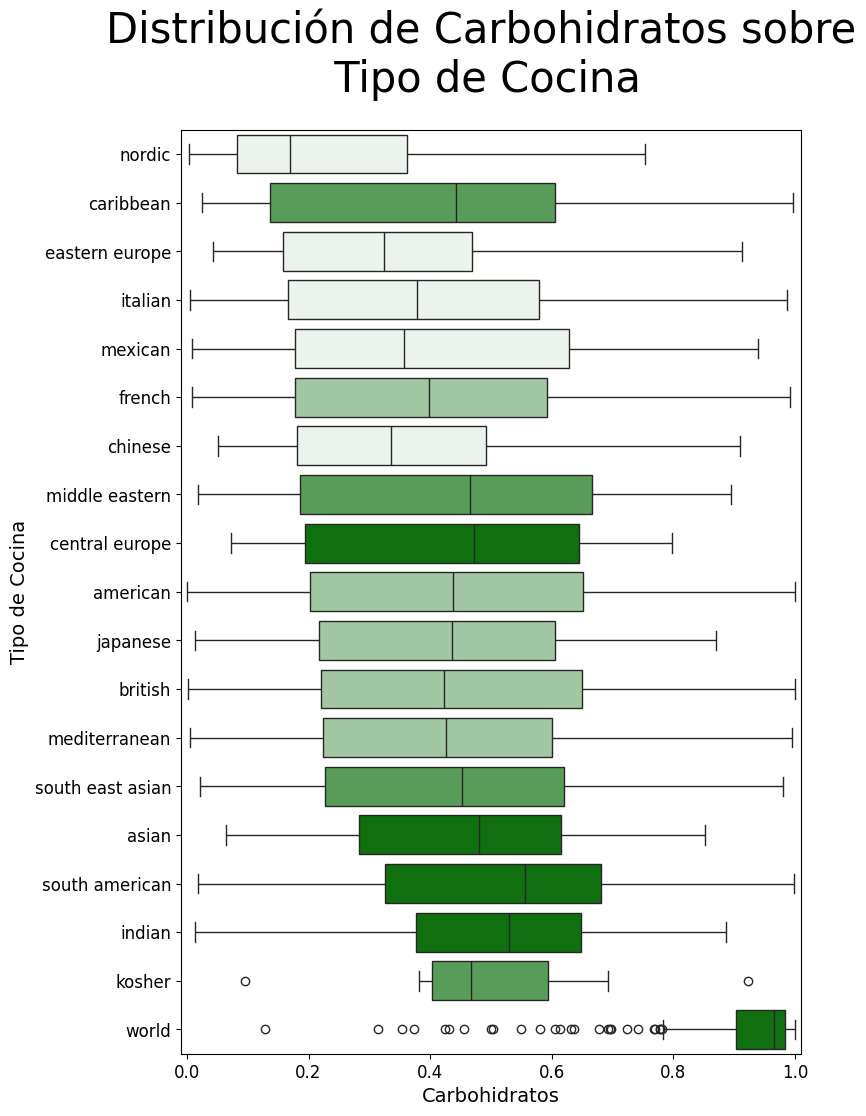 Distribución de Carbohidratos sobre
Tipo de Cocina
nordic
caribbean
eastern europe
italian
mexican
french
chinese
middle eastern
central europe
american
japanese
british
mediterranean
south east asian
asian
south american
indian
kosher
world
Tipo de Cocina
0.0 0.2 0.4 0.6 0.8 1.0
Carbohidratos